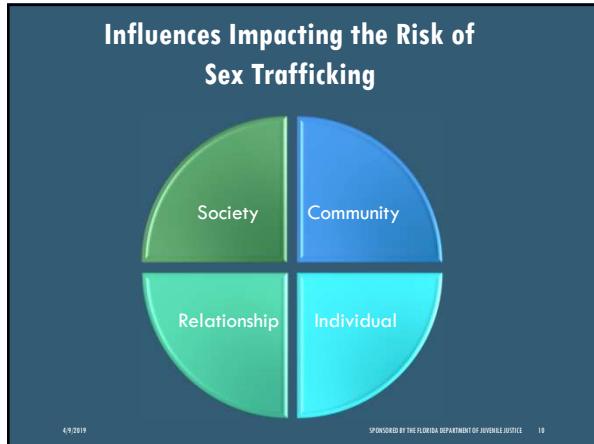 Influences Impacting the Risk of
Sex Trafficking
Society
Community
Relationship
Individual
4/9/2019
SPONSORED BY THE FLORIDA DEPARTMENT OF JUVENILE JUSTICE
10